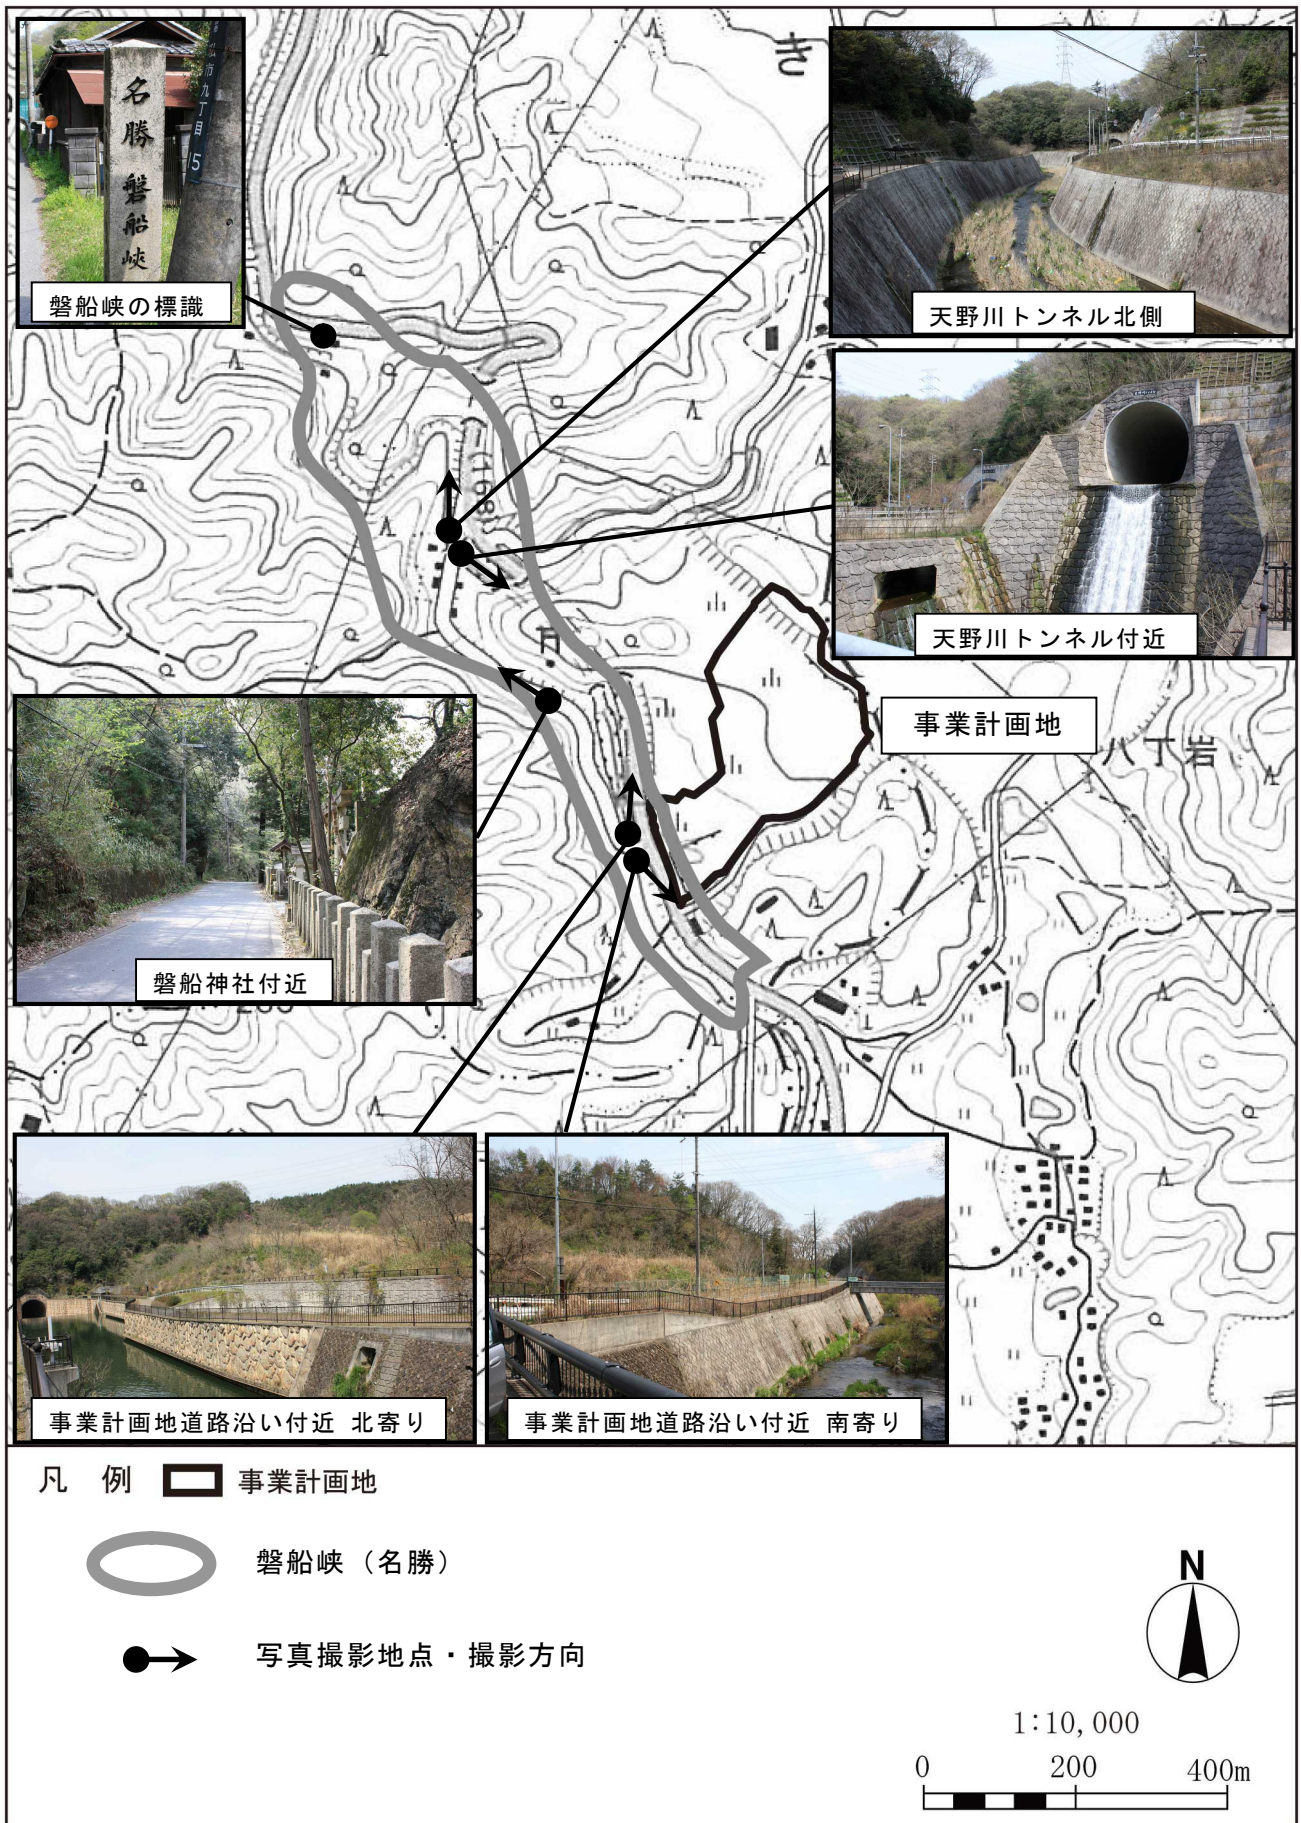 名勝 磐船峡
5
磐船峡の標識
き
天野川トンネル北側
天野川トンネル付近
(168)
事業計画地
八丁岩
磐船神社付近
事業計画地道路沿い付近 北寄り
事業計画地道路沿い付近 南寄り
凡 例
事業計画地
磐船峡（名勝）
写真撮影地点・撮影方向
N
1:10,000
0 200 400m